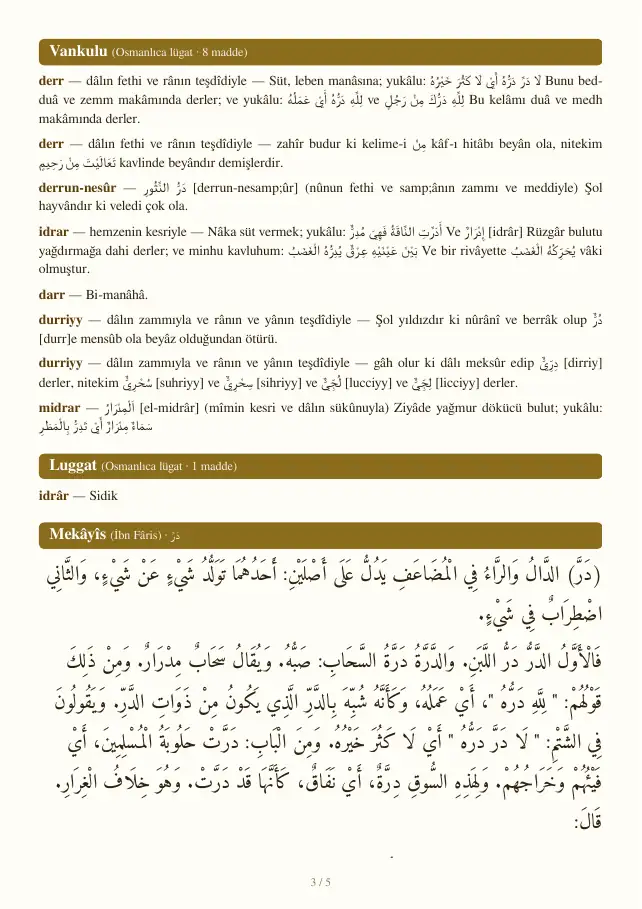 Vankulu (Osmanlıca lügat · 8 madde)
derr — dâlın fethi ve rânın teşdîdiyle — Süt, leben manâsına; yukâlu: لَا دَرَّ دَرُّهُ أَيْ لَا كَثُرَ خَيْرُهُ Bunu bed-
duâ ve zemm makâmında derler; ve yukâlu: لِلَّهِ دَرُّهُ أَيْ عَمَلُهُ ve لِلَّهِ دَرُّكَ مِنْ رَجُلٍ Bu kelâmı duâ ve medh
makâmında derler.
derr — dâlın fethi ve rânın teşdîdiyle — zahîr budur ki kelime-i مِنْ kâf-ı hitâbı beyân ola, nitekim
تَعَالَيْتَ مِنْ رَحِيمٍ kavlinde beyândır demişlerdir.
derrun-nesûr — دَرُّ النَّثُورِ [derrun-nesamp;ûr] (nûnun fethi ve samp;ânın zammı ve meddiyle) Şol
hayvândır ki veledi çok ola.
idrar — hemzenin kesriyle — Nâka süt vermek; yukâlu: أَدَرَّتِ النَّاقَةُ فَهِيَ مُدِرٌّ Ve إِدْرَارٌ [idrâr] Rüzgâr bulutu
yağdırmağa dahi derler; ve minhu kavluhum: بَيْنَ عَيْنَيْهِ عِرْقٌ يُدِرُّهُ الْغَضَبُ Ve bir rivâyette يُحَرِّكُهُ الْغَضَبُ vâki
olmuştur.
darr — Bi-manâhâ.
durriyy — dâlın zammıyla ve rânın ve yânın teşdîdiyle — Şol yıldızdır ki nûrânî ve berrâk olup دُرٌّ
[durr]e mensûb ola beyâz olduğundan ötürü.
durriyy — dâlın zammıyla ve rânın ve yânın teşdîdiyle — gâh olur ki dâlı meksûr edip دِرِّيٌّ [dirriy]
derler, nitekim سُخْرِيٌّ [suhriyy] ve سِخْرِيٌّ [sihriyy] ve لُجِّيٌّ [lucciyy] ve لِجِّيٌّ [licciyy] derler.
midrar — اَلْمِدْرَارُ [el-midrâr] (mîmin kesri ve dâlın sükûnuyla) Ziyâde yağmur dökücü bulut; yukâlu:
سَمَاءٌ مِدْرَارٌ أَيْ تَدِرُّ بِالْمَطَرِ
Luggat (Osmanlıca lügat · 1 madde)
idrâr — Sidik
Mekâyîs (İbn Fâris) · دَرّ
(دَرَّ) الدَّالُ وَالرَّاءُ فِي الْمُضَاعَفِ يَدُلُّ عَلَى أَصْلَيْنِ: أَحَدُهُمَا تَوَلُّدُ شَيْءٍ عَنْ شَيْءٍ، وَالثَّانِي
اضْطِرَابٌ فِي شَيْءٍ.
فَالْأَوَّلُ الدَّرُّ دَرُّ اللَّبَنِ. وَالدِّرَّةُ دِرَّةُ السَّحَابِ: صَبُّهُ. وَيُقَالُ سَحَابٌ مِدْرَارٌ. وَمِنْ ذَلِكَ
قَوْلُهُمْ: " لِلَّهِ دَرُّهُ "، أَيْ عَمَلُهُ، وَكَأَنَّهُ شُبِّهَ بِالدَّرِّ الَّذِي يَكُونُ مِنْ ذَوَاتِ الدَّرِّ. وَيَقُولُونَ
فِي الشَّتْمِ: " لَا دَرَّ دَرُّهُ " أَيْ لَا كَثُرَ خَيْرُهُ. وَمِنَ الْبَابِ: دَرَّتْ حَلُوبَةُ الْمُسْلِمِينَ، أَيْ
فَيْئُهُمْ وَخَرَاجُهُمْ. وَلِهَذِهِ السُّوقِ دِرَّةٌ، أَيْ نَفَاقٌ، كَأَنَّهَا قَدْ دَرَّتْ. وَهُوَ خِلَافُ الْغِرَارِ.
قَالَ:
3 / 5